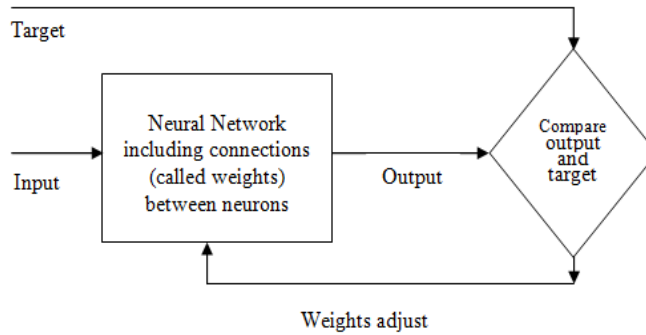 Target
Neural Network
including connections
(called weights)
between neurons
Input
Output
Compare
output
and
target
Weights adjust